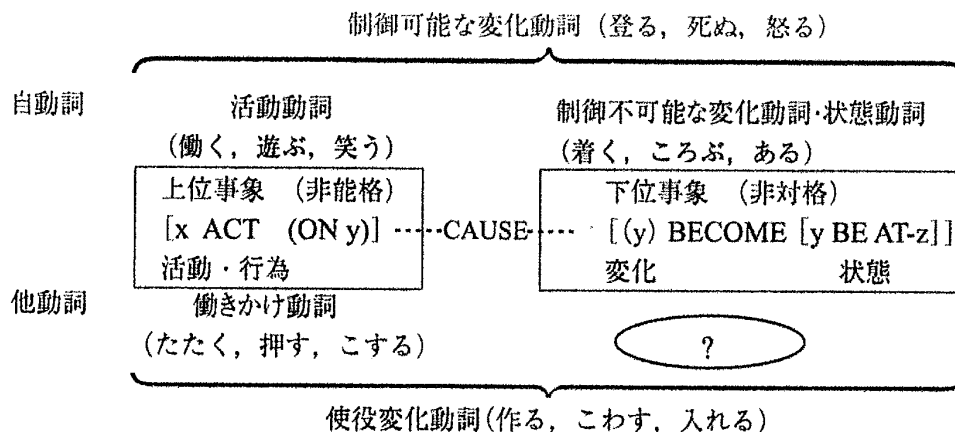 制御可能な変化動詞(登る，死ぬ，怒る)
自動詞 活動動詞 制御不可能な変化動詞・状態動詞
(働く，遊ぶ，笑う) (着く，ころぶ，ある)
上位事象 (非能格) 下位事象 (非対格)
[x ACT (ON y)] -----CAUSE----- [(y) BECOME [y BE AT-z]]
活動・行為 変化 状態
他動詞 働きかけ動詞
(たたく，押す，こする) ?
使役変化動詞(作る，こわす，入れる)